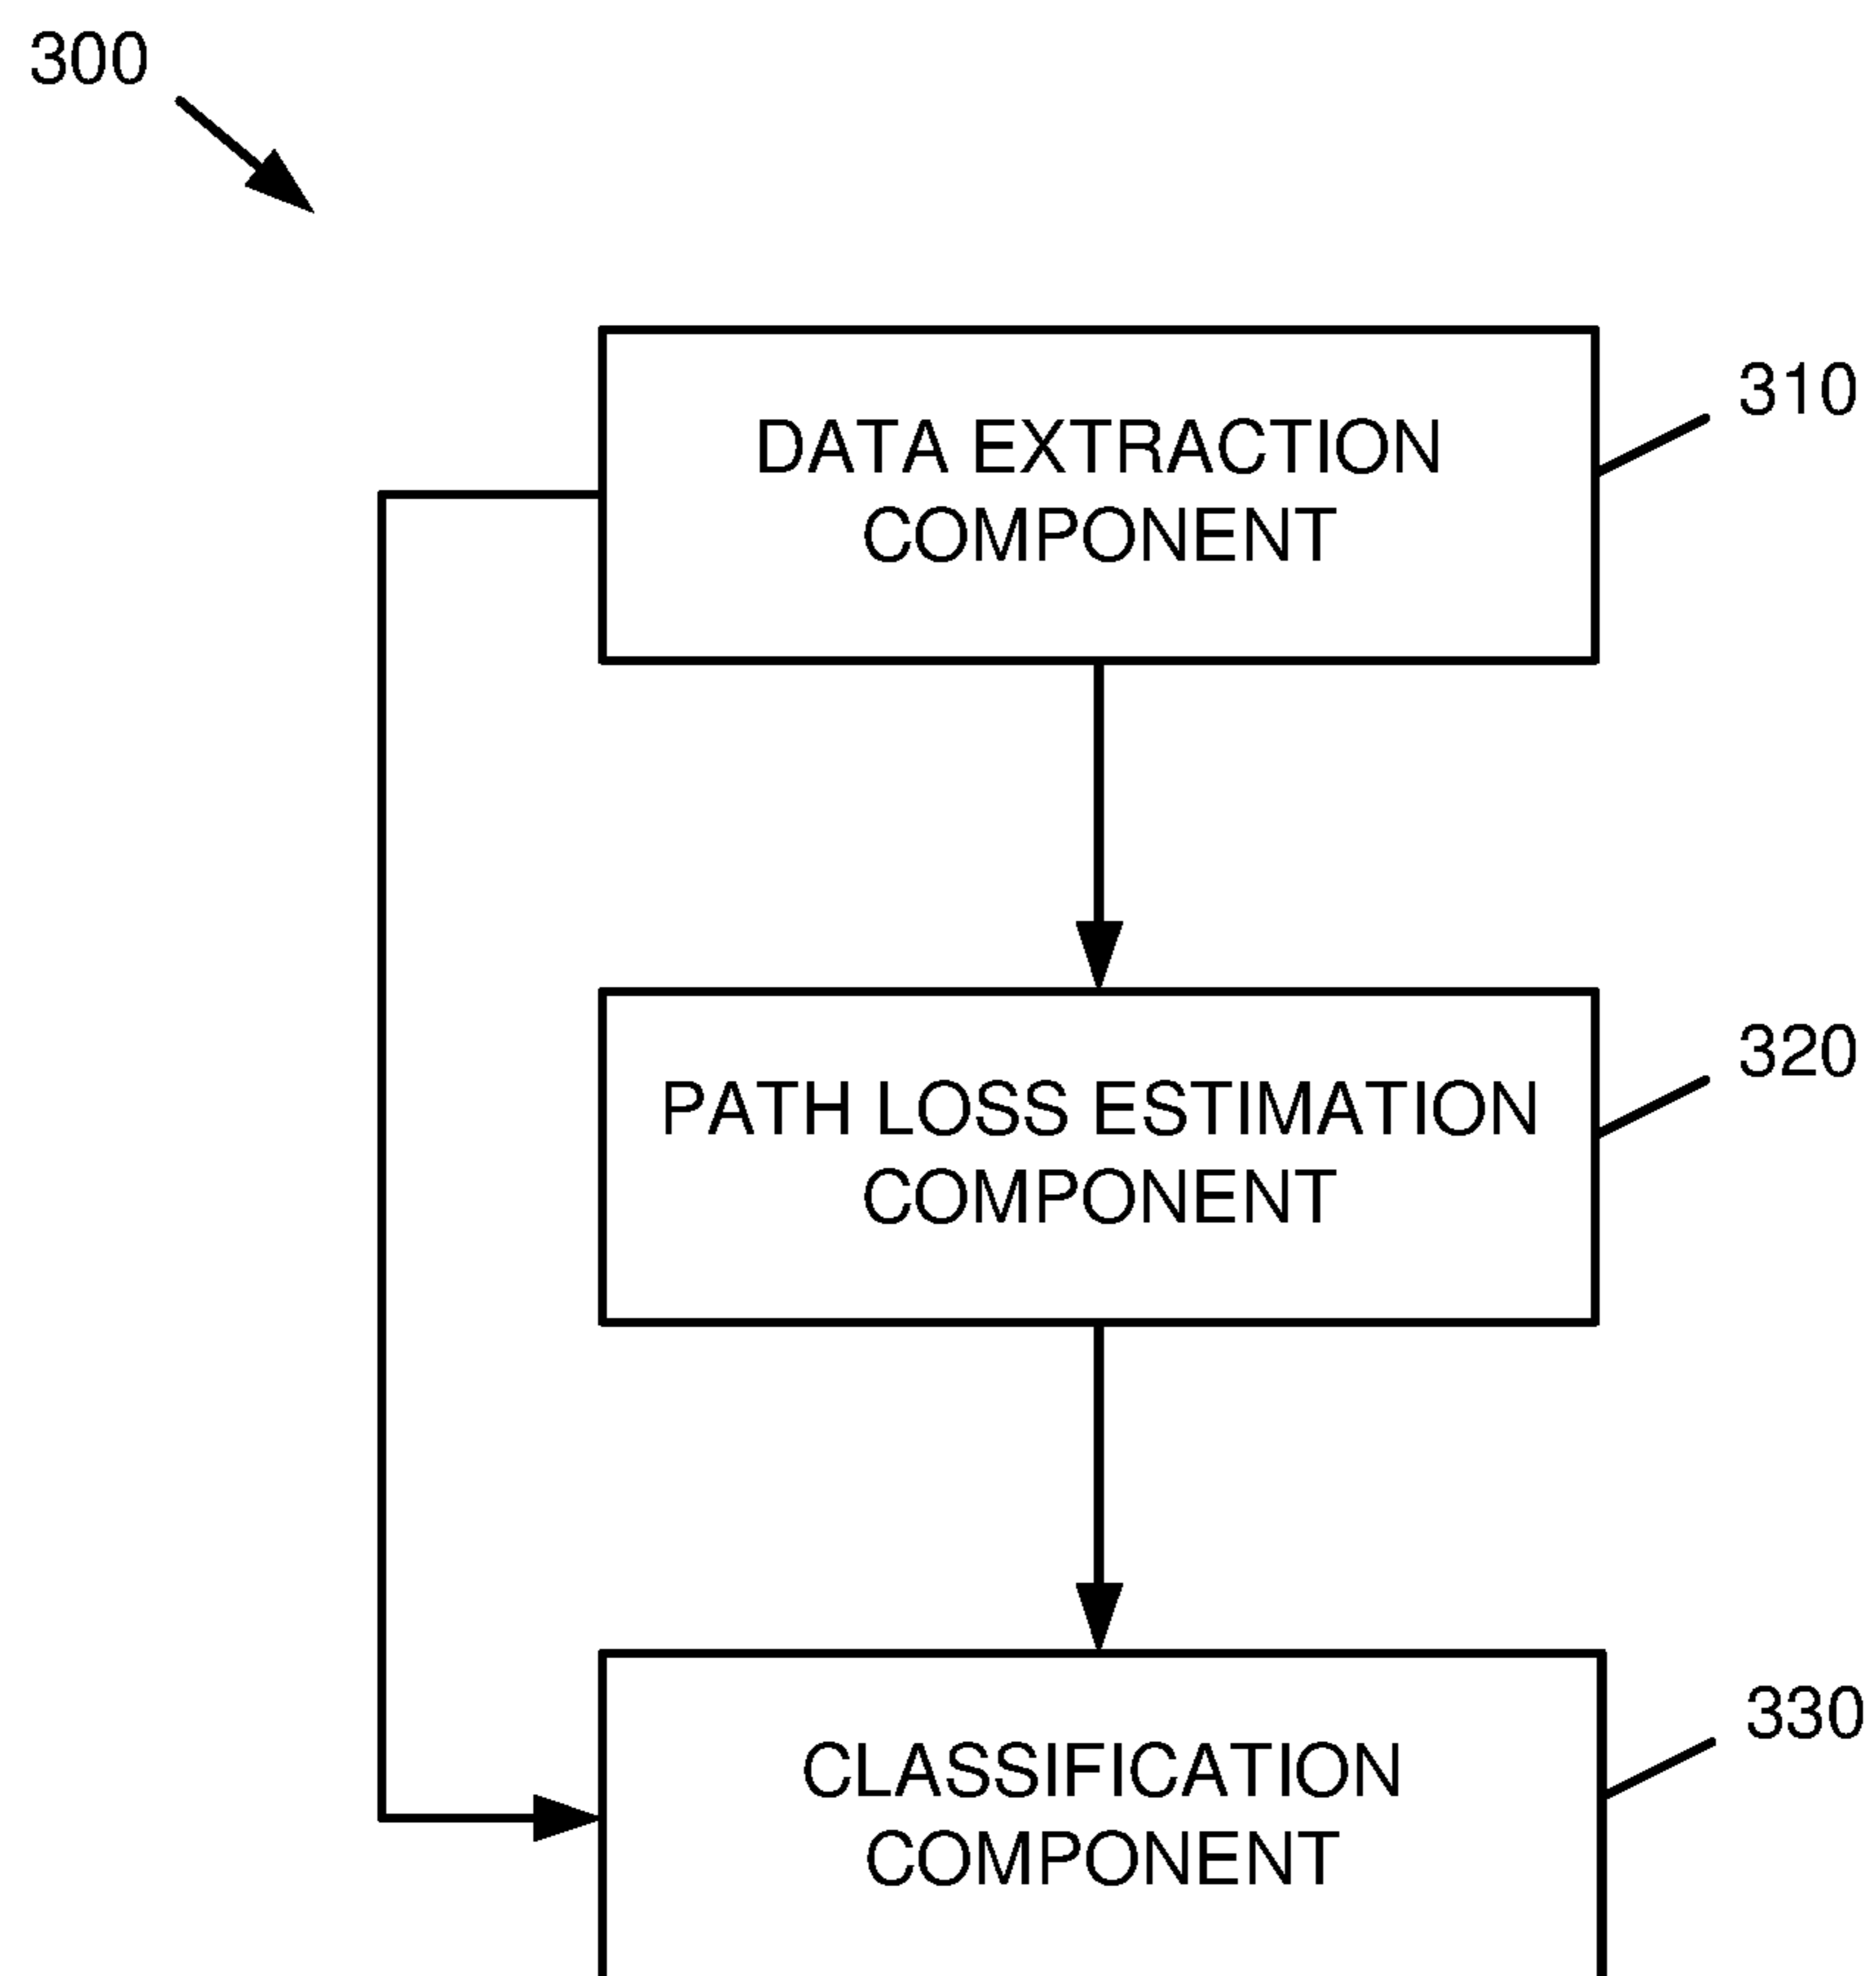 300
310
DATA EXTRACTION
COMPONENT
320
PATH LOSS ESTIMATION
COMPONENT
330
CLASSIFICATION
COMPONENT